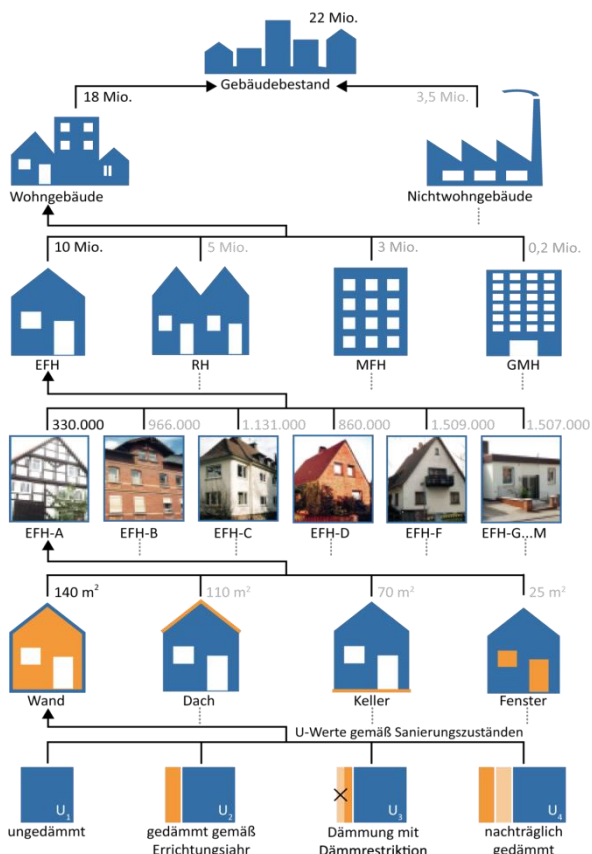 22 Mio.
Gebäudebestand
18 Mio.
3,5 Mio.
Wohngebäude
Nichtwohngebäude
10 Mio.
5 Mio.
3 Mio.
0,2 Mio.
EFH
RH
MFH
GMH
330.000
966.000
1.131.000
860.000
1.509.000
1.507.000
EFH-A
EFH-B
EFH-C
EFH-D
EFH-F
EFH-G...M
140 m²
110 m²
70 m²
25 m²
Wand
Dach
Keller
Fenster
U-Werte gemäß Sanierungszuständen
U₁
U₂
U₃
U₄
ungedämmt
gedämmt gemäß
Errichtungsjahr
Dämmung mit
Dämmrestriktion
nachträglich
gedämmt